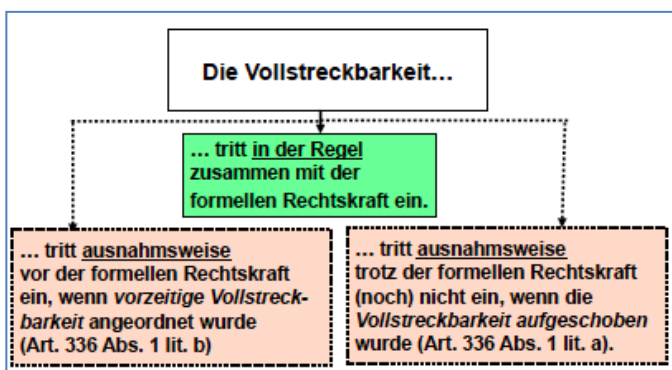 Die Vollstreckbarkeit…
… tritt in der Regel
zusammen mit der
formellen Rechtskraft ein.
… tritt ausnahmsweise
vor der formellen Rechtskraft
ein, wenn vorzeitige Vollstreck-
barkeit angeordnet wurde
(Art. 336 Abs. 1 lit. b)
… tritt ausnahmsweise
trotz der formellen Rechtskraft
(noch) nicht ein, wenn die
Vollstreckbarkeit aufgeschoben
wurde (Art. 336 Abs. 1 lit. a).